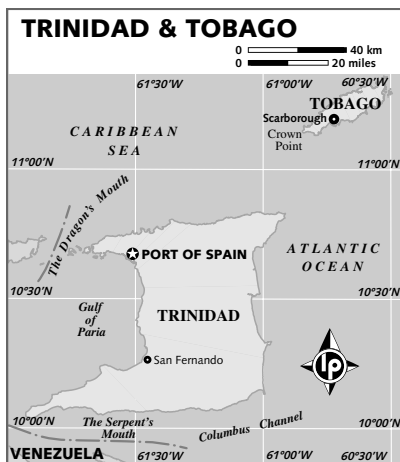 TRINIDAD & TOBAGO
0 40 km
0 20 miles
61°30'W 61°00'W 60°30'W
TOBAGO
Scarborough
Crown
Point
CARIBBEAN
SEA
11°00'N 11°00'N
The Dragon's Mouth
PORT OF SPAIN
ATLANTIC
OCEAN
10°30'N 10°30'N
Gulf
of
Paria
TRINIDAD
San Fernando
lp
The Serpent's
Mouth
Columbus Channel
10°00'N 10°00'N
VENEZUELA
61°30'W 61°00'W 60°30'W